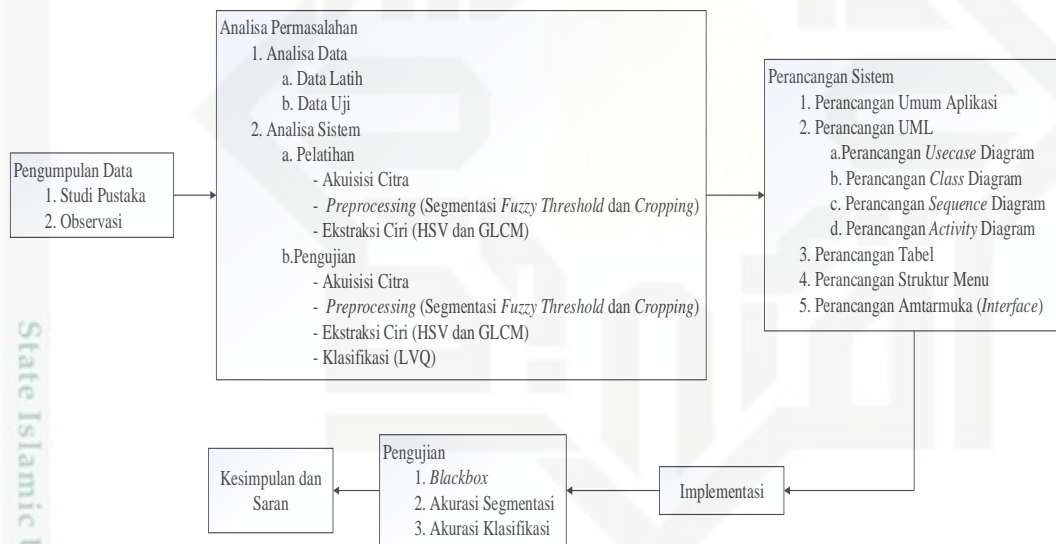 Pengumpulan Data
1. Studi Pustaka
2. Observasi
Analisa Permasalahan
1. Analisa Data
a. Data Latih
b. Data Uji
2. Analisa Sistem
a. Pelatihan
- Akuisisi Citra
- Preprocessing (Segmentasi Fuzzy Threshold dan Cropping)
- Ekstraksi Ciri (HSV dan GLCM)
b.Pengujian
- Akuisisi Citra
- Preprocessing (Segmentasi Fuzzy Threshold dan Cropping)
- Ekstraksi Ciri (HSV dan GLCM)
- Klasifikasi (LVQ)
Perancangan Sistem
1. Perancangan Umum Aplikasi
2. Perancangan UML
a.Perancangan Usecase Diagram
b. Perancangan Class Diagram
c. Perancangan Sequence Diagram
d. Perancangan Activity Diagram
3. Perancangan Tabel
4. Perancangan Struktur Menu
5. Perancangan Amtarmuka (Interface)
Implementasi
Pengujian
1. Blackbox
2. Akurasi Segmentasi
3. Akurasi Klasifikasi
Kesimpulan dan
Saran
State Islamic